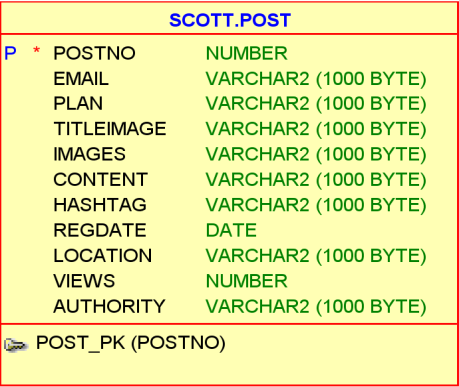 SCOTT.POST
P * POSTNO NUMBER
EMAIL VARCHAR2 (1000 BYTE)
PLAN VARCHAR2 (1000 BYTE)
TITLEIMAGE VARCHAR2 (1000 BYTE)
IMAGES VARCHAR2 (1000 BYTE)
CONTENT VARCHAR2 (1000 BYTE)
HASHTAG VARCHAR2 (1000 BYTE)
REGDATE DATE
LOCATION VARCHAR2 (1000 BYTE)
VIEWS NUMBER
AUTHORITY VARCHAR2 (1000 BYTE)
POST_PK (POSTNO)